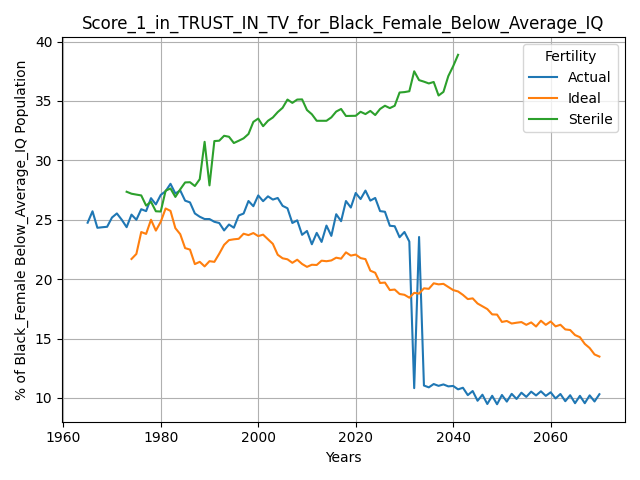 Score_1_in_TRUST_IN_TV_for_Black_Female_Below_Average_IQ
% of Black_Female Below_Average_IQ Population
40
35
30
25
20
15
10
Fertility
Actual
Ideal
Sterile
1960
1980
2000
2020
2040
2060
Years